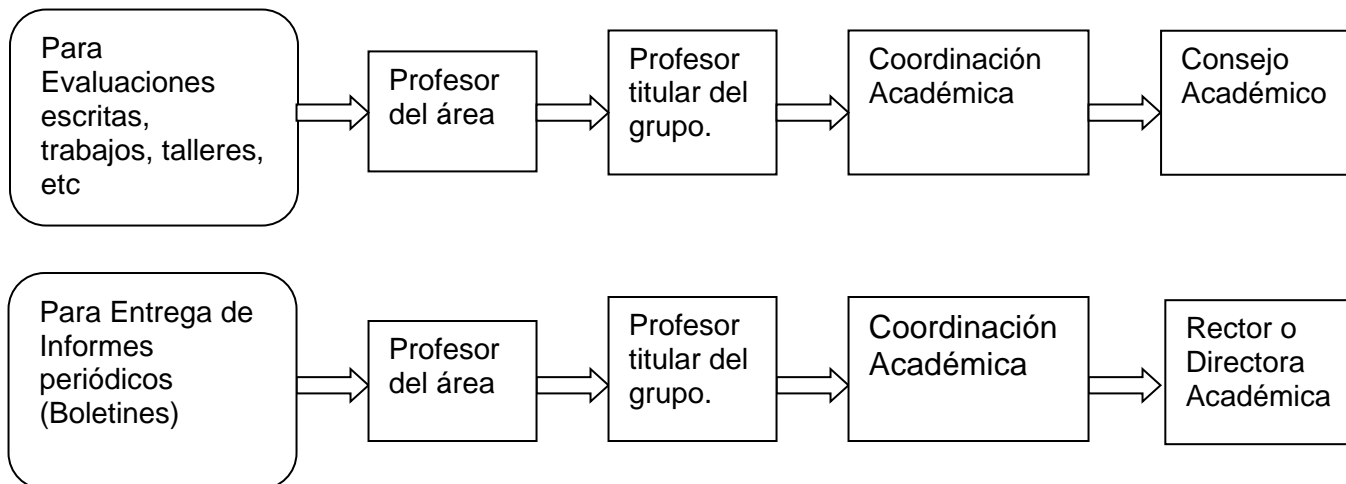 Para
Evaluaciones
escritas,
trabajos, talleres,
etc
Profesor
del área
Profesor
titular del
grupo.
Coordinación
Académica
Consejo
Académico
Para Entrega de
Informes
periódicos
(Boletines)
Profesor
del área
Profesor
titular del
grupo.
Coordinación
Académica
Rector o
Directora
Académica